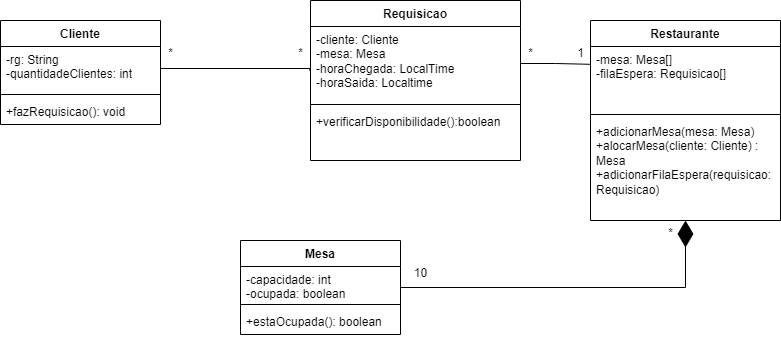 Cliente
-rg: String
-quantidadeClientes: int
+fazRequisicao(): void
*
*
Requisicao
-cliente: Cliente
-mesa: Mesa
-horaChegada: LocalTime
-horaSaida: Localtime
+verificarDisponibilidade():boolean
*
1
Restaurante
-mesa: Mesa[]
-filaEspera: Requisicao[]
+adicionarMesa(mesa: Mesa)
+alocarMesa(cliente: Cliente) :
Mesa
+adicionarFilaEspera(requisicao:
Requisicao)
*
10
Mesa
-capacidade: int
-ocupada: boolean
+estaOcupada(): boolean